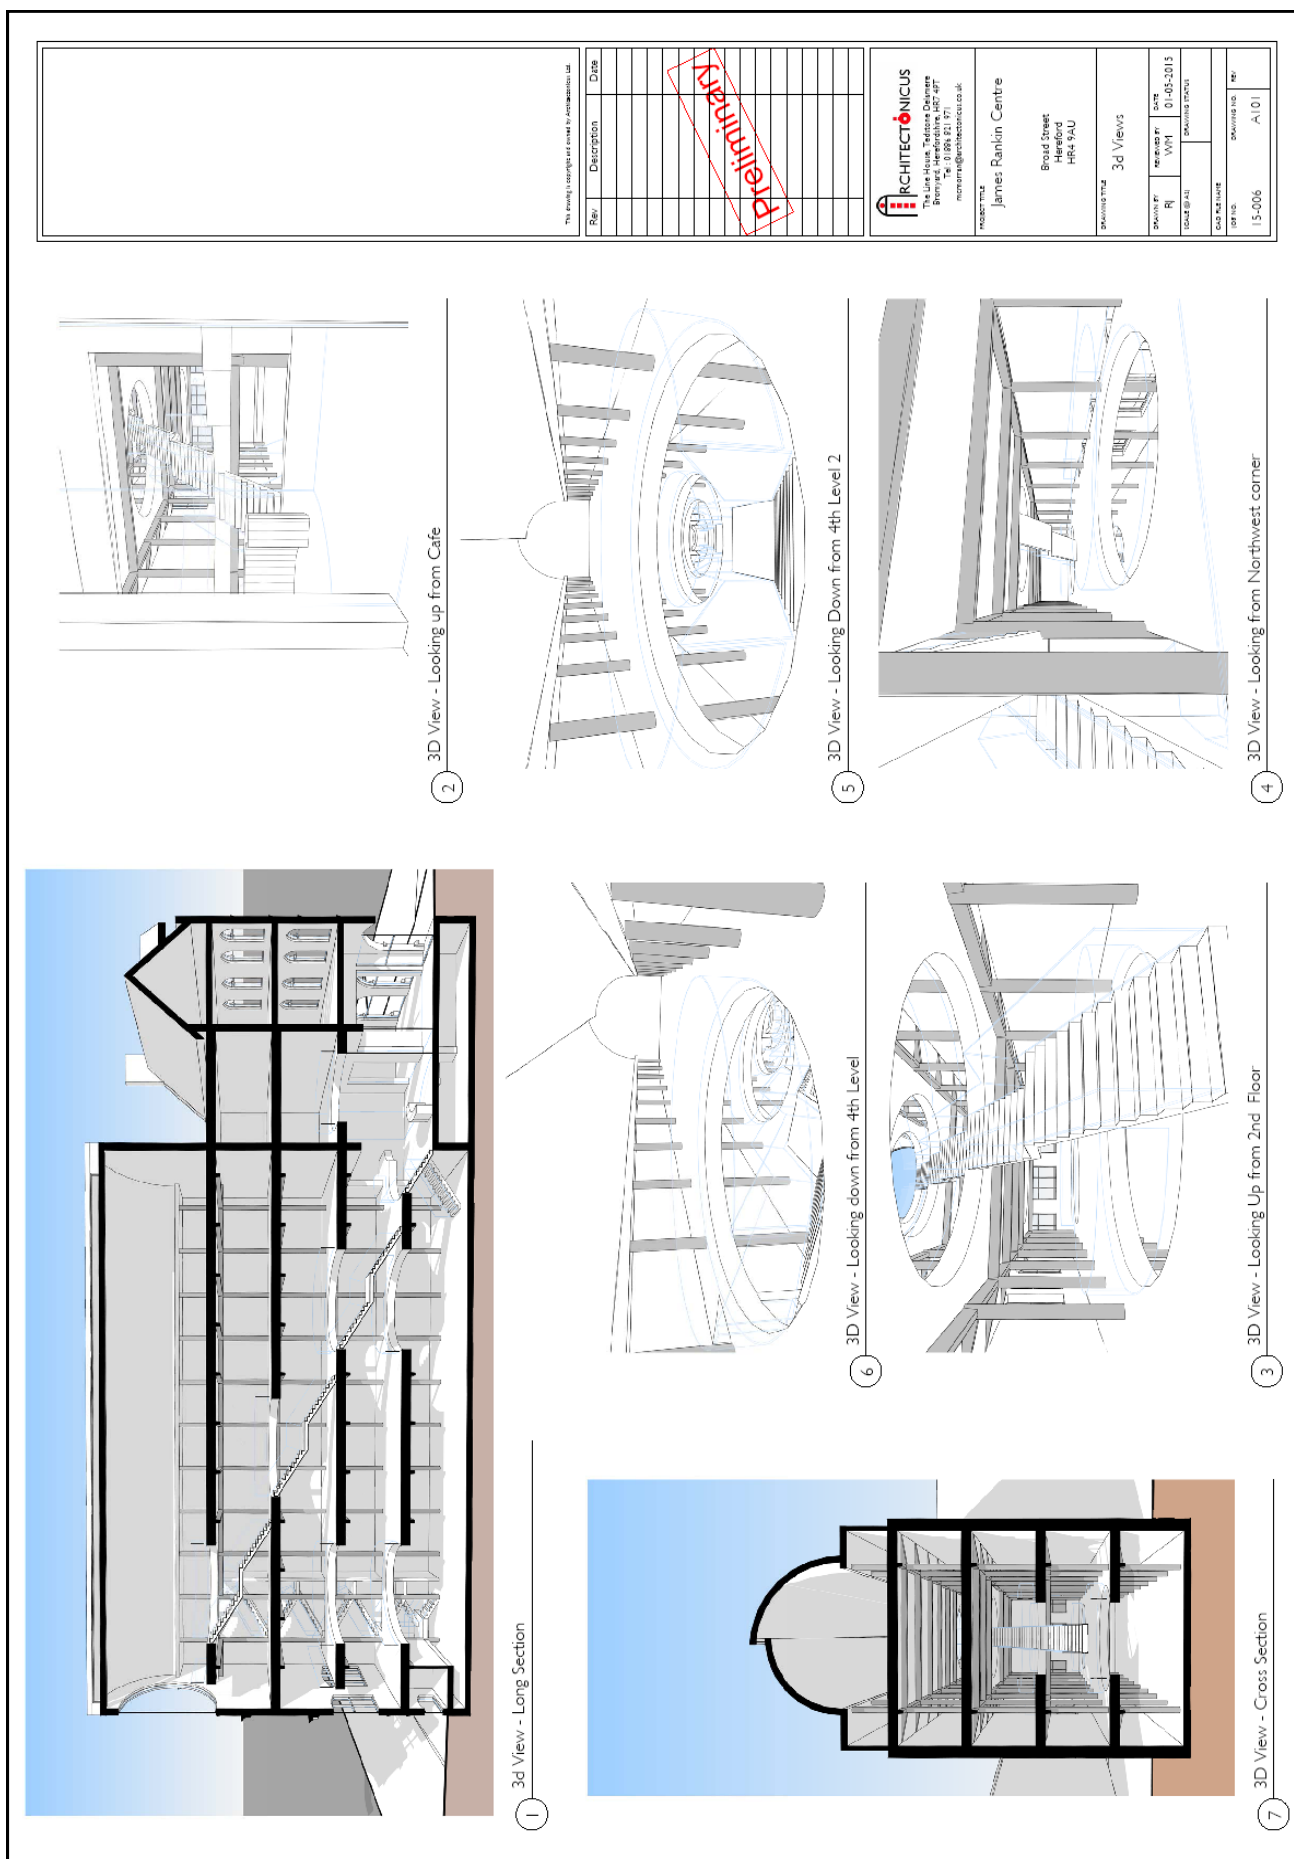 1
3d View - Long Section
2
3D View - Looking up from Cafe
6
3D View - Looking down from 4th Level
5
3D View - Looking Down from 4th Level 2
7
3D View - Cross Section
3
3D View - Looking Up from 2nd Floor
4
3D View - Looking from Northwest corner
This drawing is copyright and owned by Architectonicus Ltd.
Rev Description Date
Preliminary
ARCHITECTONICUS
The Line House, Tedstone Delamere
Bromyard, Herefordshire, HR7 4PT
PROJECT TITLE
James Rankin Centre
Broad Street
Hereford
HR4 9AU
DRAWING TITLE
3d Views
DRAWN BY REVIEWED BY DATE
RJ WM 01-05-2015
SCALE (@ A1) DRAWING STATUS
CAD FILE NAME
JOB NO. DRAWING NO. REV
15-006 A101